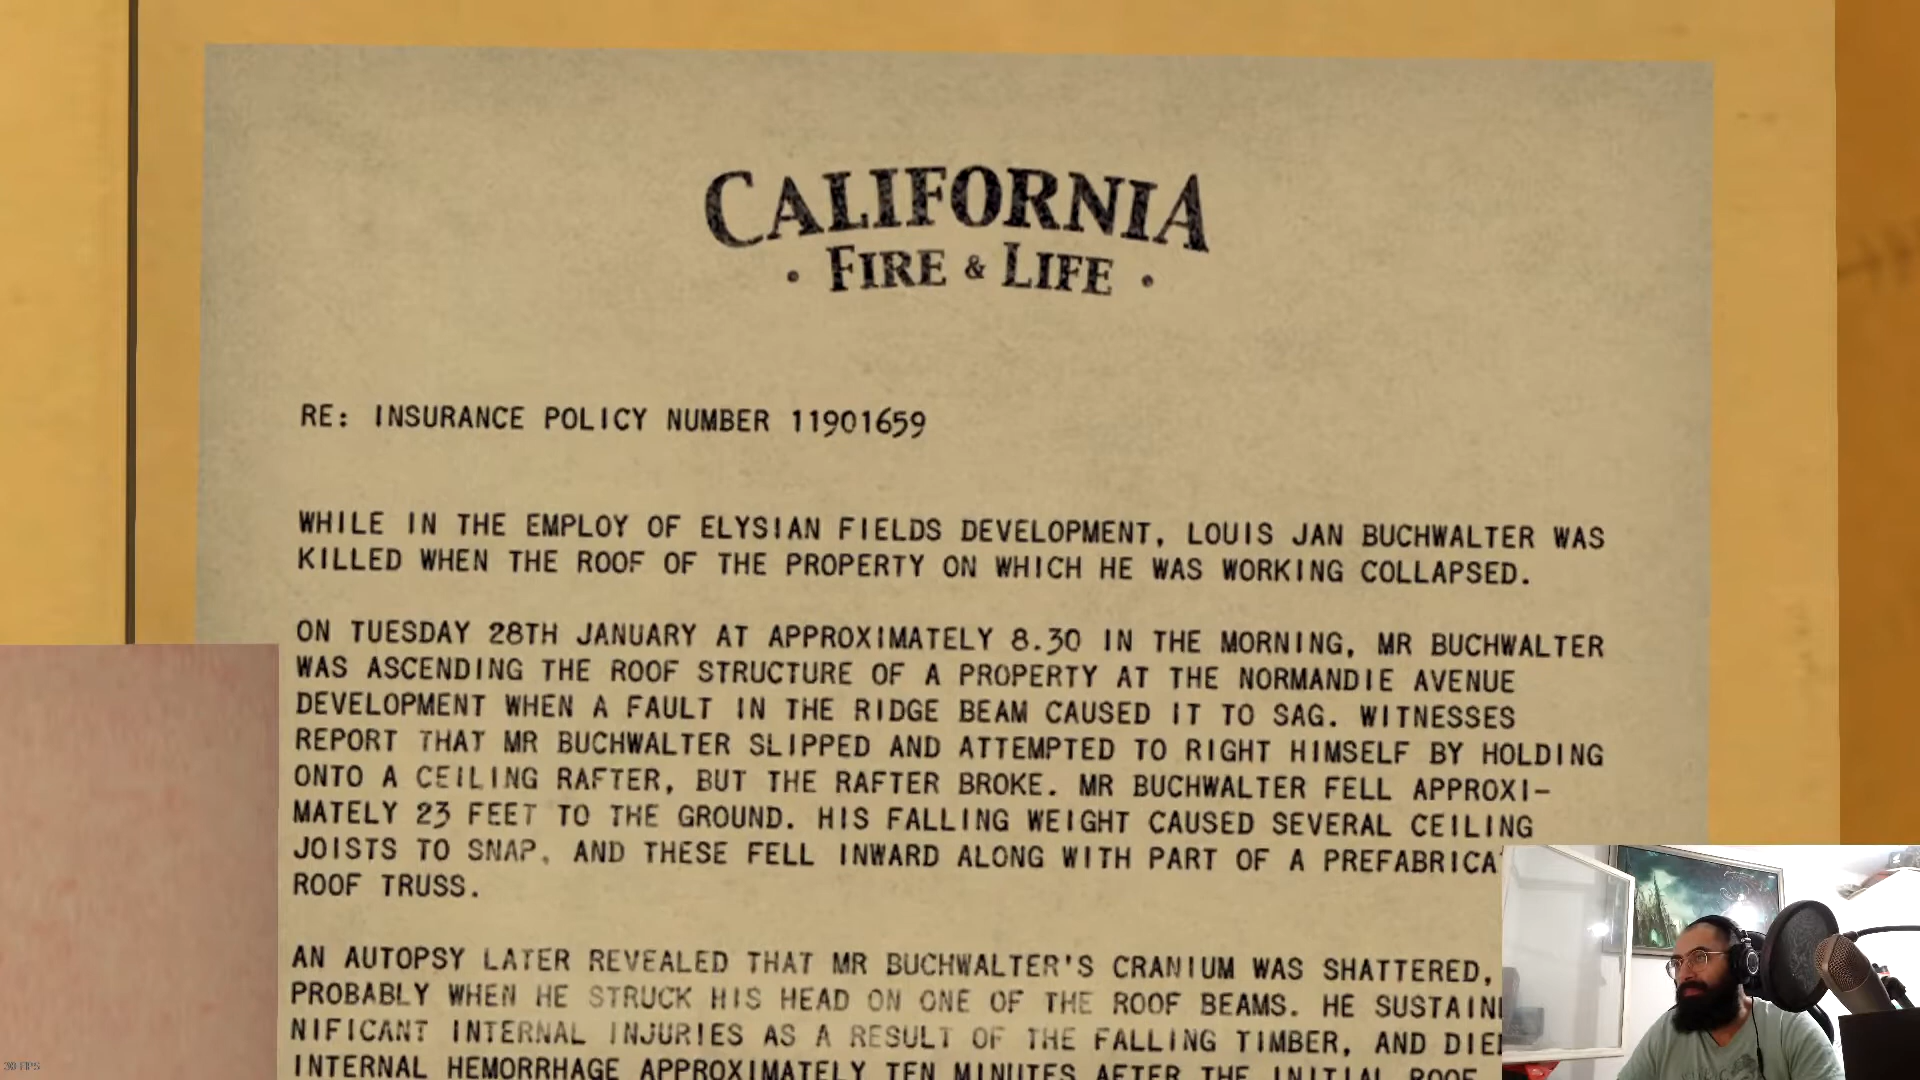 CALIFORNIA
· FIRE & LIFE ·
RE: INSURANCE POLICY NUMBER 11901659
WHILE IN THE EMPLOY OF ELYSIAN FIELDS DEVELOPMENT, LOUIS JAN BUCHWALTER WAS
KILLED WHEN THE ROOF OF THE PROPERTY ON WHICH HE WAS WORKING COLLAPSED.
ON TUESDAY 28TH JANUARY AT APPROXIMATELY 8.30 IN THE MORNING, MR BUCHWALTER
WAS ASCENDING THE ROOF STRUCTURE OF A PROPERTY AT THE NORMANDIE AVENUE
DEVELOPMENT WHEN A FAULT IN THE RIDGE BEAM CAUSED IT TO SAG. WITNESSES
REPORT THAT MR BUCHWALTER SLIPPED AND ATTEMPTED TO RIGHT HIMSELF BY HOLDING
ONTO A CEILING RAFTER, BUT THE RAFTER BROKE. MR BUCHWALTER FELL APPROXI-
MATELY 23 FEET TO THE GROUND. HIS FALLING WEIGHT CAUSED SEVERAL CEILING
JOISTS TO SNAP, AND THESE FELL INWARD ALONG WITH PART OF A PREFABRICA
ROOF TRUSS.
AN AUTOPSY LATER REVEALED THAT MR BUCHWALTER'S CRANIUM WAS SHATTERED,
PROBABLY WHEN HE STRUCK HIS HEAD ON ONE OF THE ROOF BEAMS. HE SUSTAIN
NIFICANT INTERNAL INJURIES AS A RESULT OF THE FALLING TIMBER, AND DIE
INTERNAL HEMORRHAGE APPROXIMATELY TEN MINUTES AFTER THE INITIAL ROOF